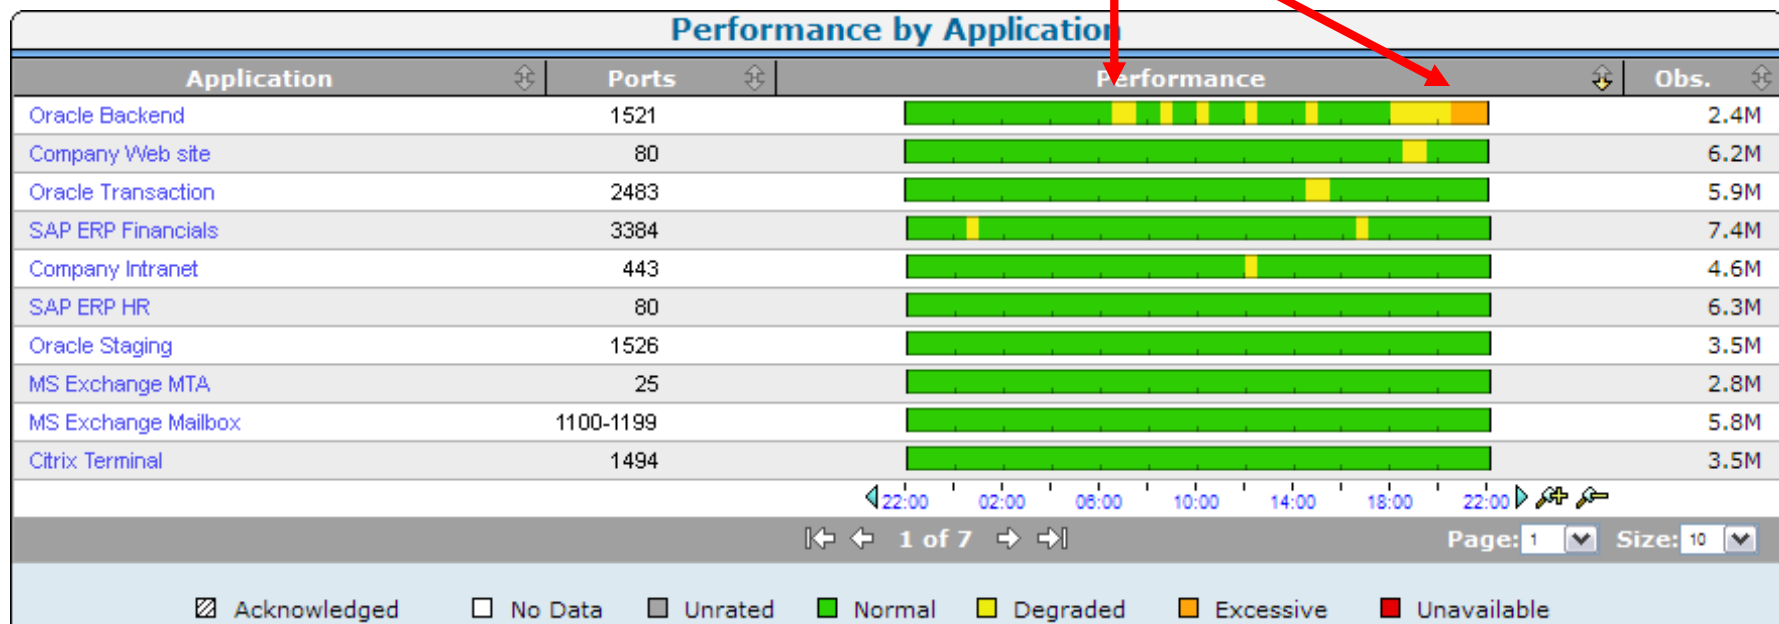 Performance by Application
Application Ports Performance Obs.
Oracle Backend 1521 2.4M
Company Web site 80 6.2M
Oracle Transaction 2483 5.9M
SAP ERP Financials 3384 7.4M
Company Intranet 443 4.6M
SAP ERP HR 80 6.3M
Oracle Staging 1526 3.5M
MS Exchange MTA 25 2.8M
MS Exchange Mailbox 1100-1199 5.8M
Citrix Terminal 1494 3.5M
22:00 02:00 06:00 10:00 14:00 18:00 22:00
1 of 7 Page: 1 Size: 10
Acknowledged No Data Unrated Normal Degraded Excessive Unavailable